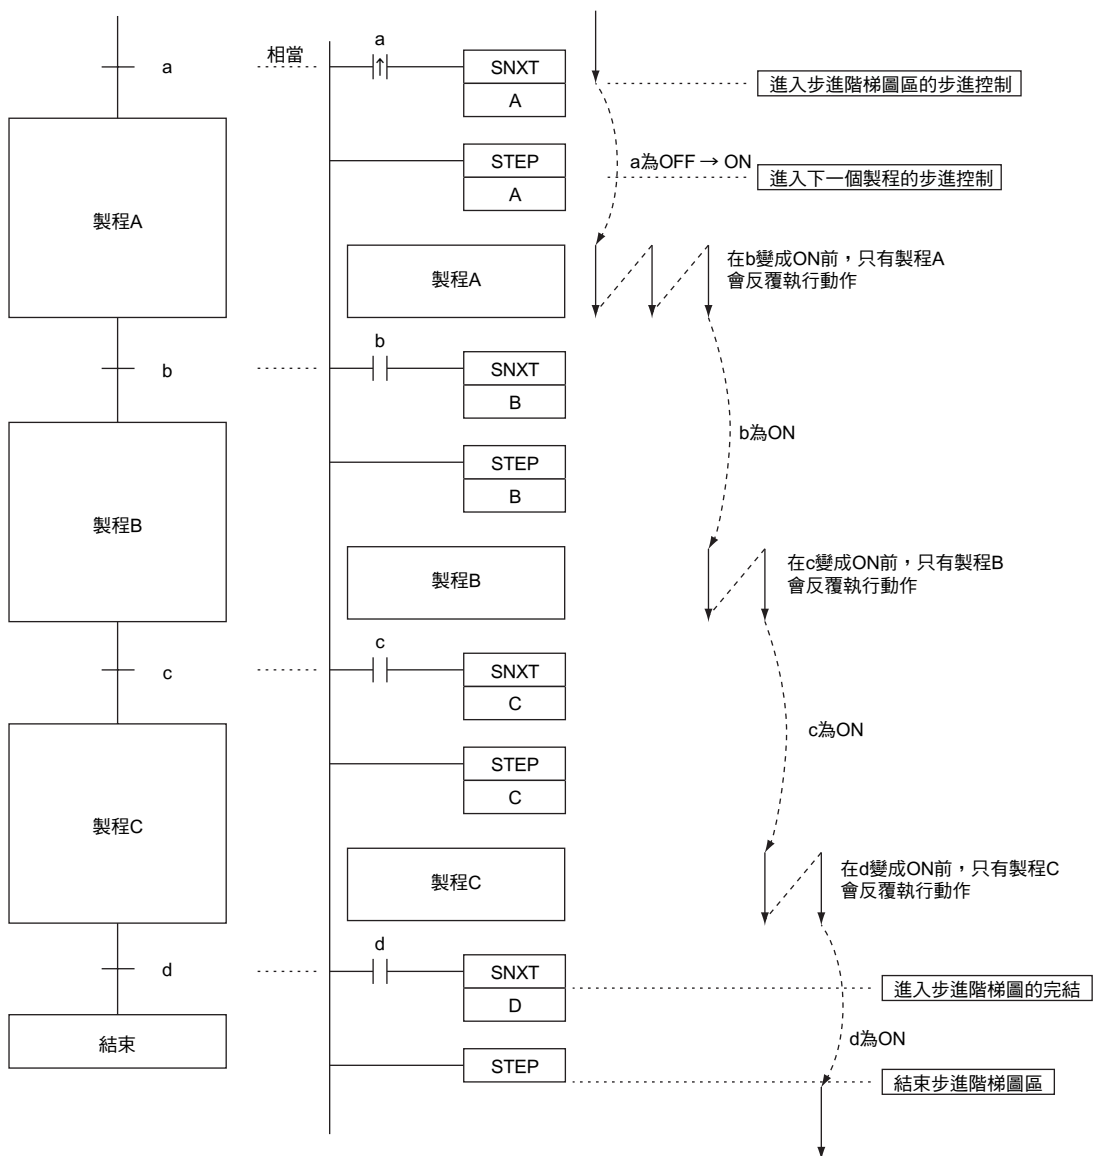 a
相當
a
↑
SNXT
A
進入步進階梯圖區的步進控制
STEP
A
a為OFF → ON
進入下一個製程的步進控制
製程A
製程A
在b變成ON前，只有製程A
會反覆執行動作
b
b
SNXT
B
b為ON
STEP
B
製程B
製程B
在c變成ON前，只有製程B
會反覆執行動作
c
c
SNXT
C
c為ON
STEP
C
製程C
製程C
在d變成ON前，只有製程C
會反覆執行動作
d
d
SNXT
D
進入步進階梯圖的完結
d為ON
結束
STEP
結束步進階梯圖區